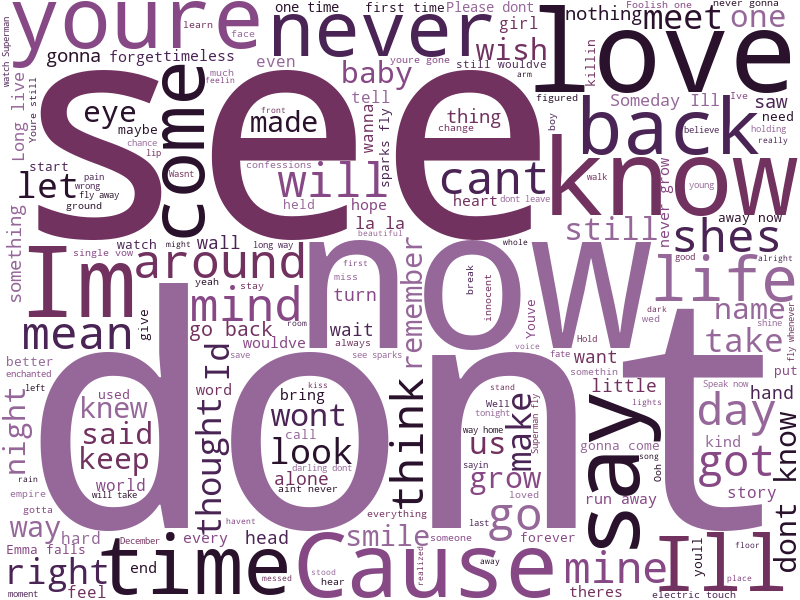 watch Superman
youre
learn
face
one time
first time
Please dont
girl
never gonna
Foolish one
nothing
meet
one
never
love
wish
gonna
forget
timeless
even
youre gone
still wouldve
arm
killin
Long live
Youre still
see
come
much
feelin
baby
tell
figured
Someday Ill
Ive
saw
need
eye
maybe
chance
lip
front
made
wanna
sparks fly
thing
change
boy
back
believe
holding
really
start
let
pain
wrong
fly away
ground
Wasnt
confessions
will
held
hope
heart
cant
dont leave
walk
know
young
never grow
something
single vow
watch
might
wall
long way
la la
beautiful
still
shes
away now
Im
around
yeah
stay
first
miss
turn
remember
now
whole
break
innocent
good
alright
life
mean
give
mind
go back
room
wouldve
wait
always
Youve
dark
wed
name
shine
fly whenever
better
enchanted
left
save
see sparks
voice
fate
Hold
want
somethin
take
put
dont
used
knew
said
keep
word
Id
thought
bring
kiss
wont
call
look
think
stand
Well
tonight
us
way home
make
Superman fly
little
lights
say
Speak now
day
hand
kind
got
know
night
rain
empire
world
will take
alone
darling dont
aint never
sayin
grow
loved
gonna come
song
Ooh
run away
story
gotta
way
hard
havent
everything
last
go
dont
Emma falls
December
every
head
smile
someone
forever
right
moment
feel
time
end
messed
stood
hear
Cause
realized
away
mine
theres
Ill
youll
floor
place
electric touch